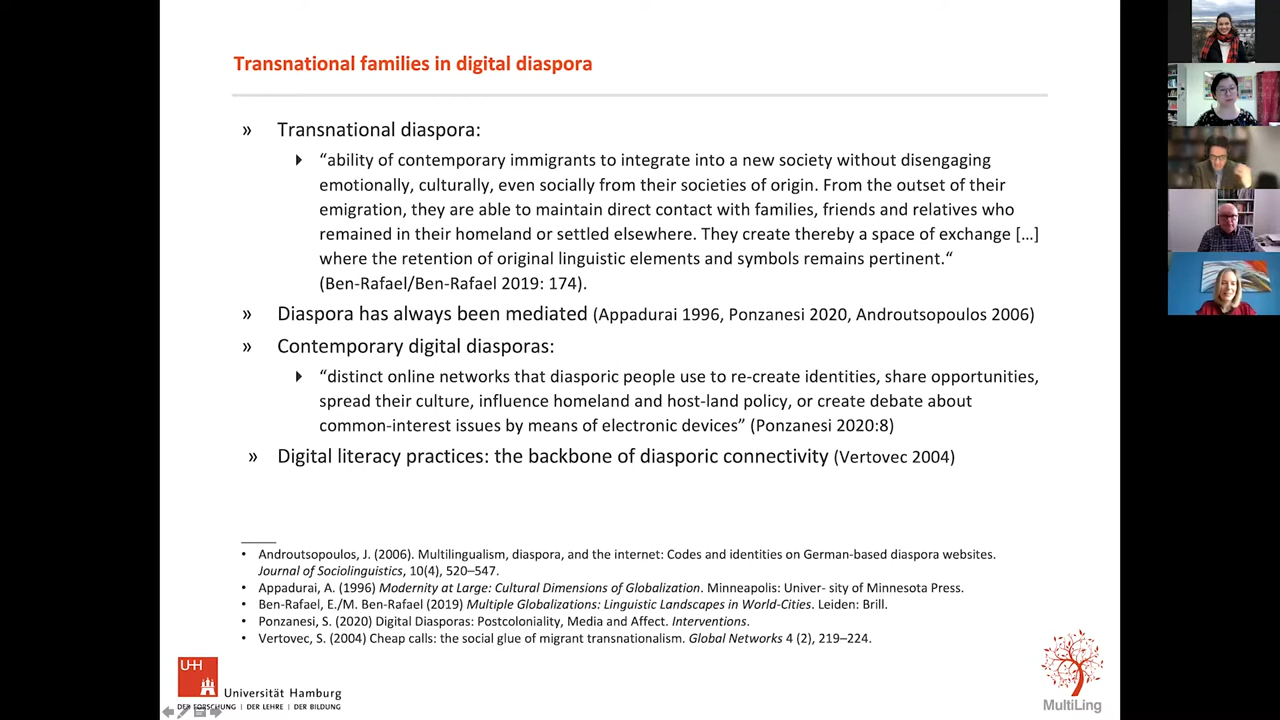 Transnational families in digital diaspora
» Transnational diaspora:
“ability of contemporary immigrants to integrate into a new society without disengaging
emotionally, culturally, even socially from their societies of origin. From the outset of their
emigration, they are able to maintain direct contact with families, friends and relatives who
remained in their homeland or settled elsewhere. They create thereby a space of exchange […]
where the retention of original linguistic elements and symbols remains pertinent.“
(Ben-Rafael/Ben-Rafael 2019: 174).
» Diaspora has always been mediated (Appadurai 1996, Ponzanesi 2020, Androutsopoulos 2006)
» Contemporary digital diasporas:
“distinct online networks that diasporic people use to re-create identities, share opportunities,
spread their culture, influence homeland and host-land policy, or create debate about
common-interest issues by means of electronic devices” (Ponzanesi 2020:8)
» Digital literacy practices: the backbone of diasporic connectivity (Vertovec 2004)
• Androutsopoulos, J. (2006). Multilingualism, diaspora, and the internet: Codes and identities on German-based diaspora websites.
Journal of Sociolinguistics, 10(4), 520–547.
• Appadurai, A. (1996) Modernity at Large: Cultural Dimensions of Globalization. Minneapolis: Univer- sity of Minnesota Press.
• Ben-Rafael, E./M. Ben-Rafael (2019) Multiple Globalizations: Linguistic Landscapes in World-Cities. Leiden: Brill.
• Ponzanesi, S. (2020) Digital Diasporas: Postcoloniality, Media and Affect. Interventions.
• Vertovec, S. (2004) Cheap calls: the social glue of migrant transnationalism. Global Networks 4 (2), 219–224.
UH
Universität Hamburg
DER FORSCHUNG | DER LEHRE | DER BILDUNG
MultiLing